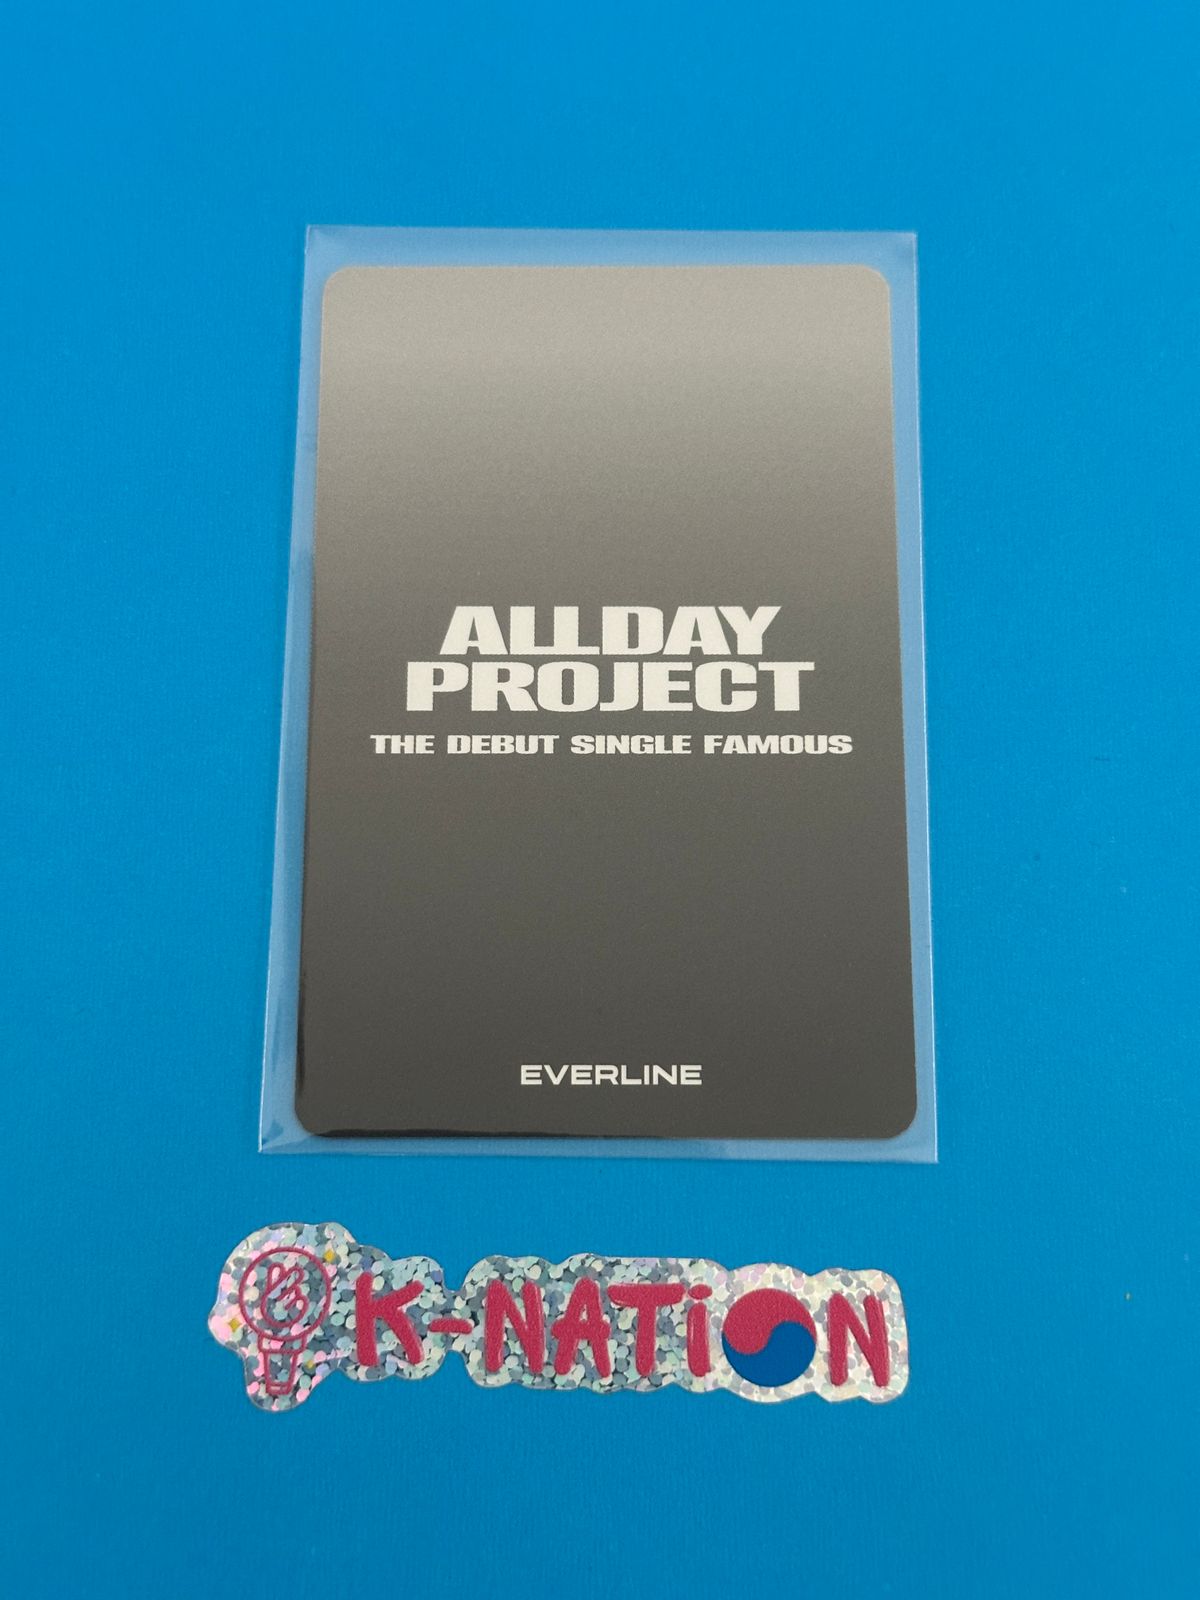 ALLDAY
PROJECT
THE DEBUT SINGLE FAMOUS
EVERLINE
K-NATiON